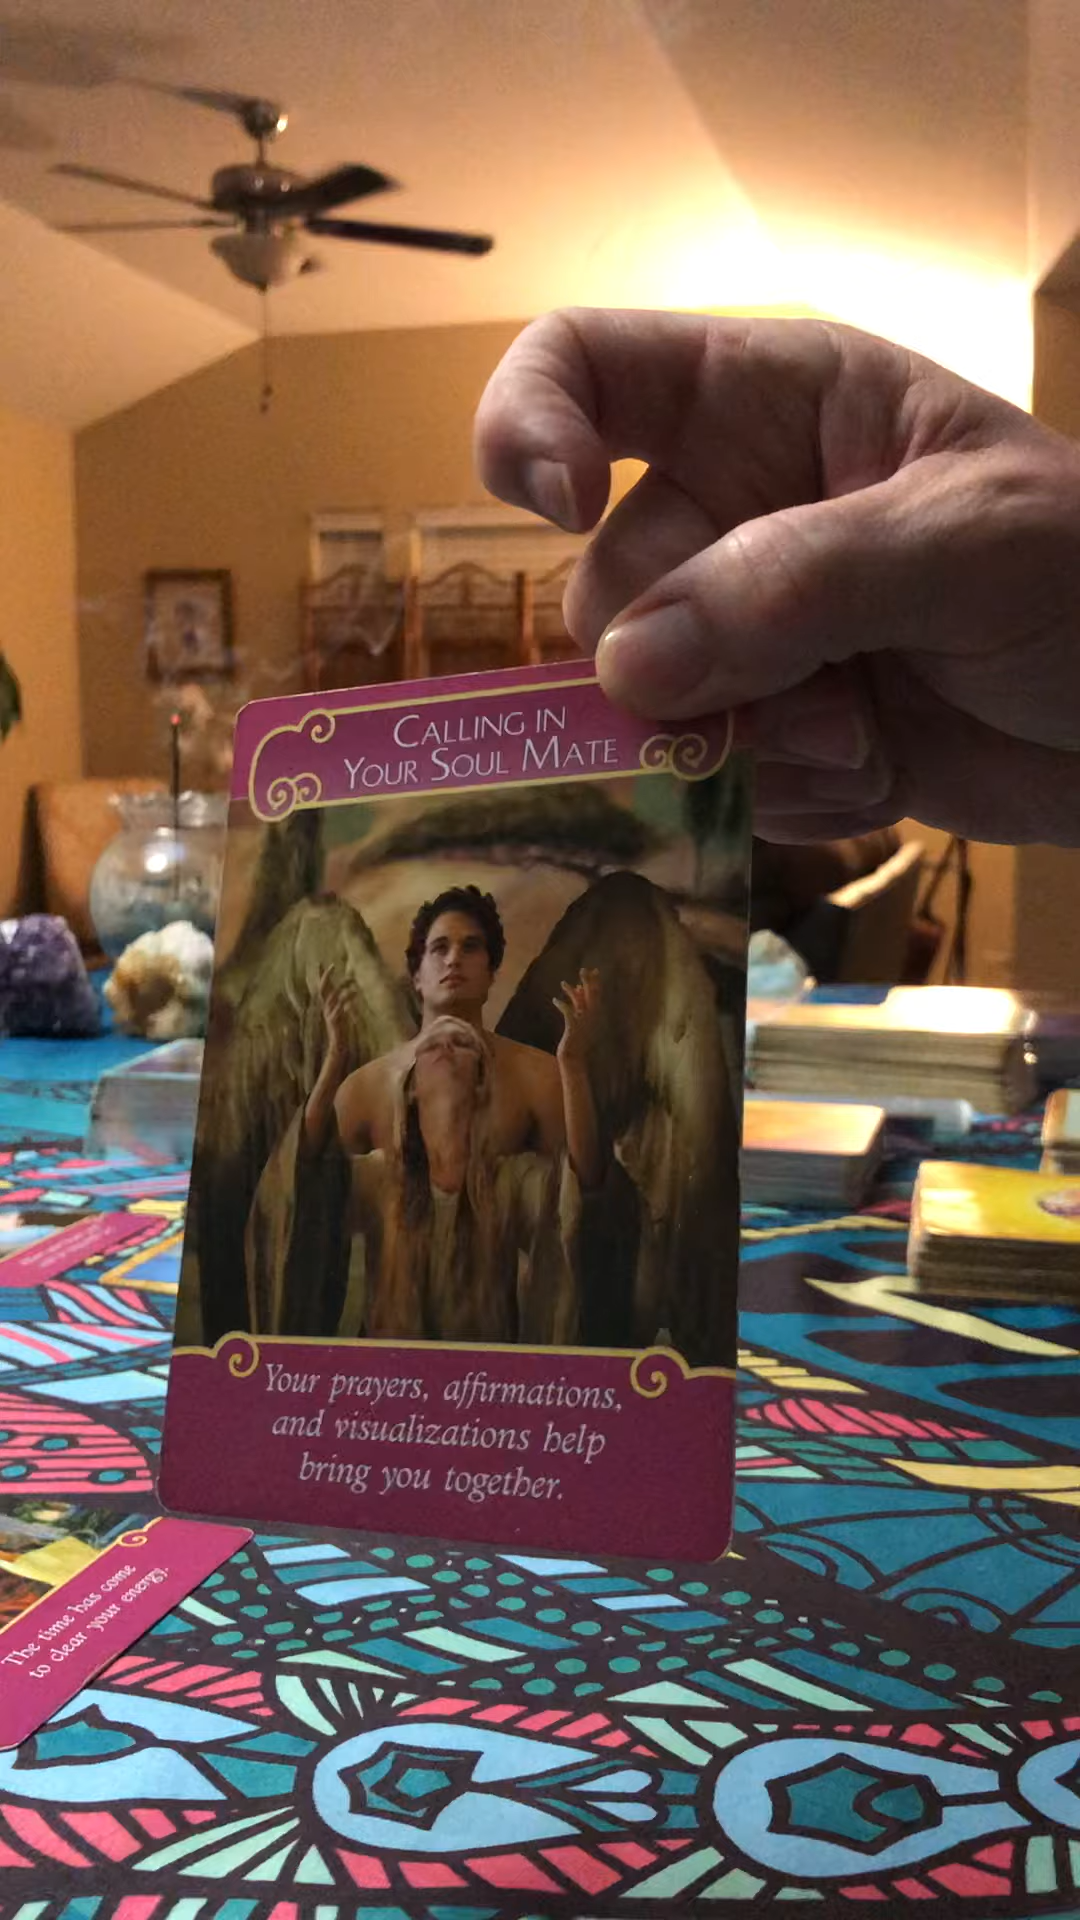 CALLING IN
YOUR SOUL MATE
Your prayers, affirmations,
and visualizations help
bring you together.
The time has come
to clear your energy.